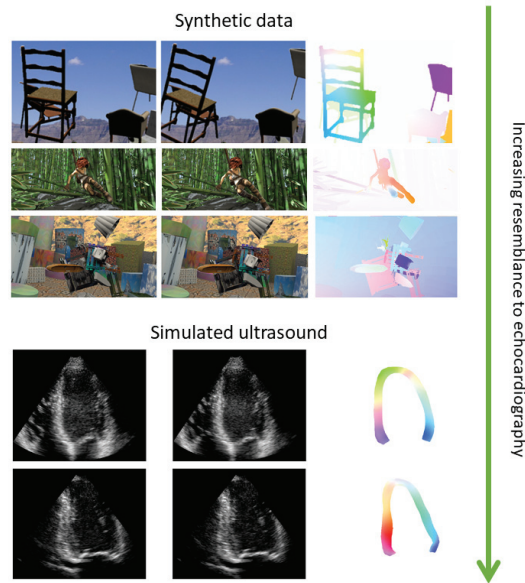 Synthetic data
Simulated ultrasound
Increasing resemblance to echocardiography